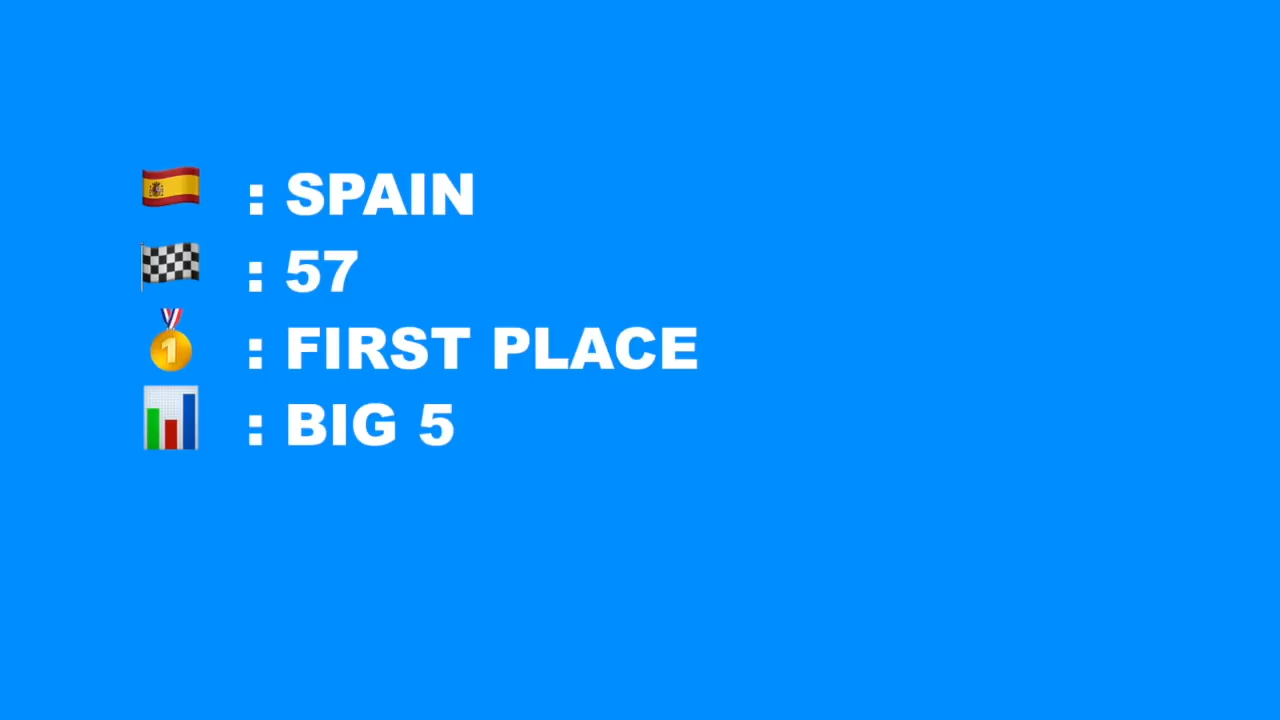 🇪🇸 : SPAIN
🏁 : 57
🥇 : FIRST PLACE
📊 : BIG 5